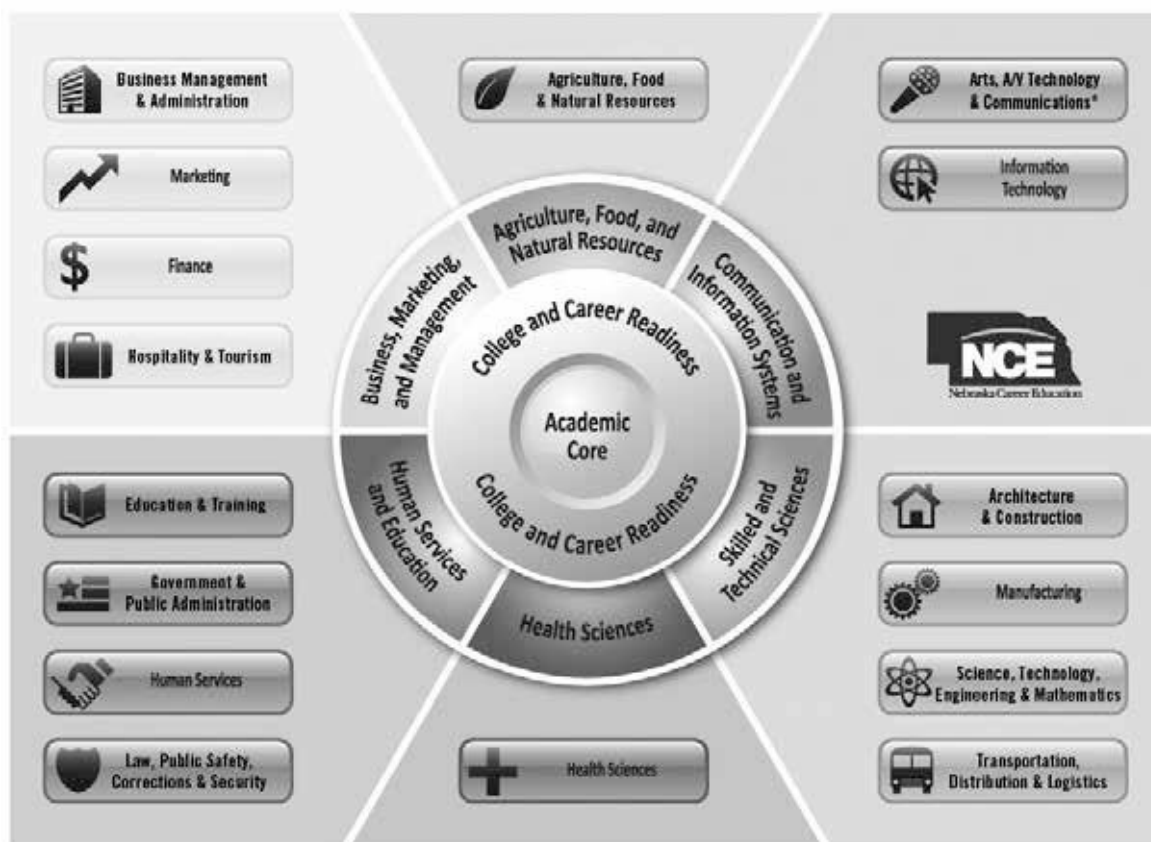 Business Management
& Administration
Marketing
Finance
Hospitality & Tourism
Agriculture, Food
& Natural Resources
Arts, A/V Technology
& Communications*
Information
Technology
NCE
Nebraska Career Education
Business, Marketing,
and Management
Agriculture, Food, and
Natural Resources
Communication and
Information Systems
College and Career Readiness
Academic
Core
College and Career Readiness
Human Services
and Education
Health Sciences
Skilled and
Technical Sciences
Education & Training
Government &
Public Administration
Human Services
Law, Public Safety,
Corrections & Security
Health Sciences
Architecture
& Construction
Manufacturing
Science, Technology,
Engineering & Mathematics
Transportation,
Distribution & Logistics